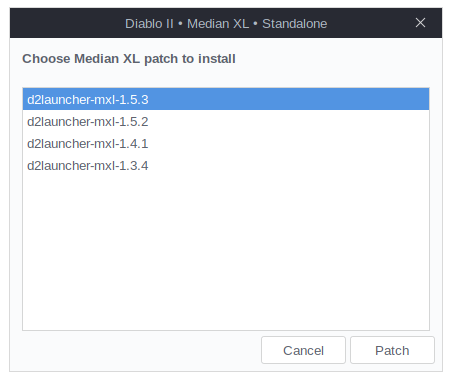 Diablo II • Median XL • Standalone
Choose Median XL patch to install
d2launcher-mxl-1.5.3
d2launcher-mxl-1.5.2
d2launcher-mxl-1.4.1
d2launcher-mxl-1.3.4
Cancel Patch